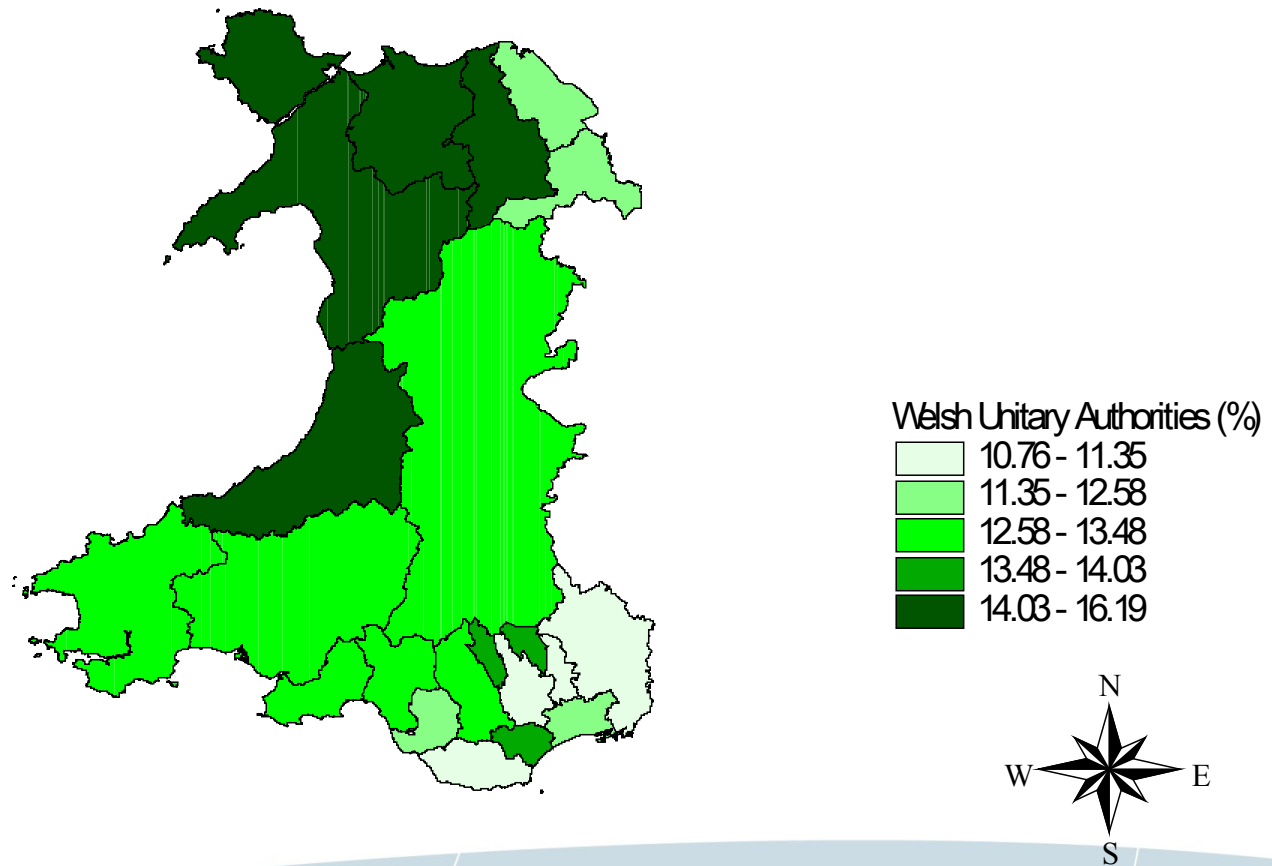 Welsh Unitary Authorities (%)
10.76 - 11.35
11.35 - 12.58
12.58 - 13.48
13.48 - 14.03
14.03 - 16.19
N
W E
S